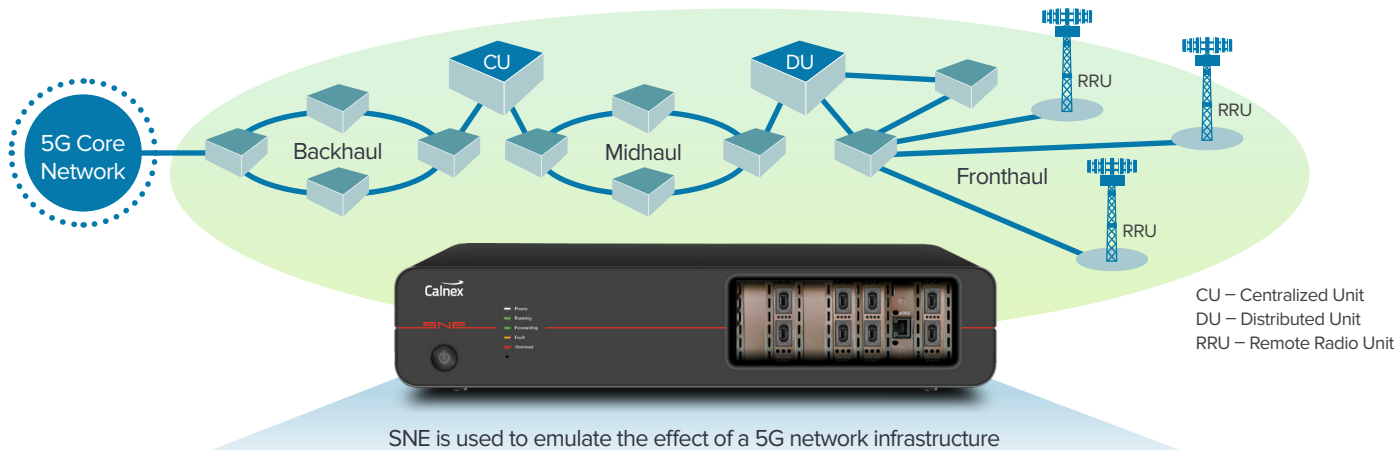 CU
DU
RRU
RRU
RRU
5G Core
Network
Backhaul
Midhaul
Fronthaul
Calnex
SNE
Power
Running
Forwarding
Fault
Overload
CU – Centralized Unit
DU – Distributed Unit
RRU – Remote Radio Unit
SNE is used to emulate the effect of a 5G network infrastructure